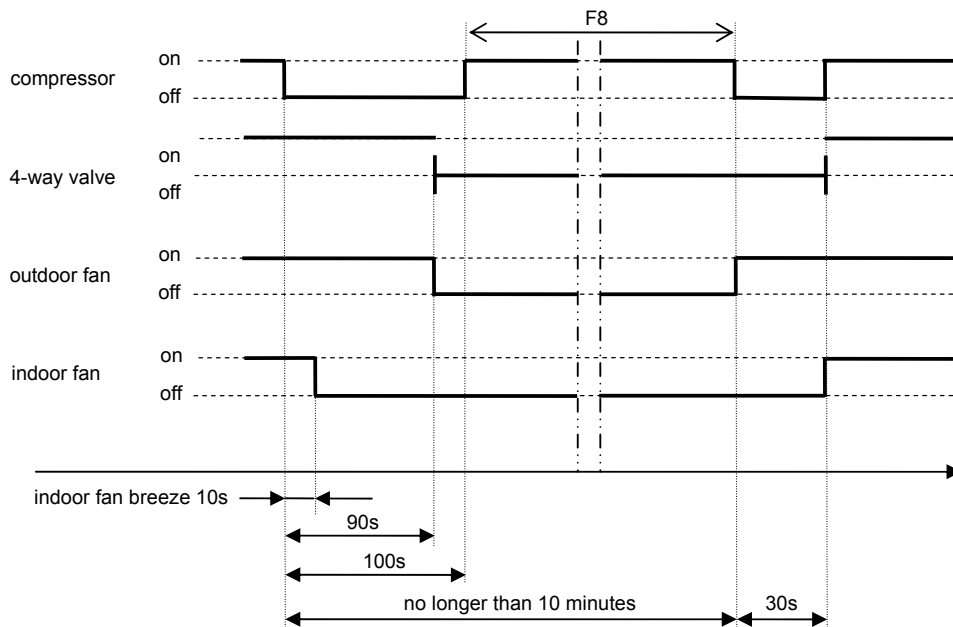 F8
on
compressor
off
on
4-way valve
off
on
outdoor fan
off
on
indoor fan
off
indoor fan breeze 10s
90s
100s
no longer than 10 minutes
30s